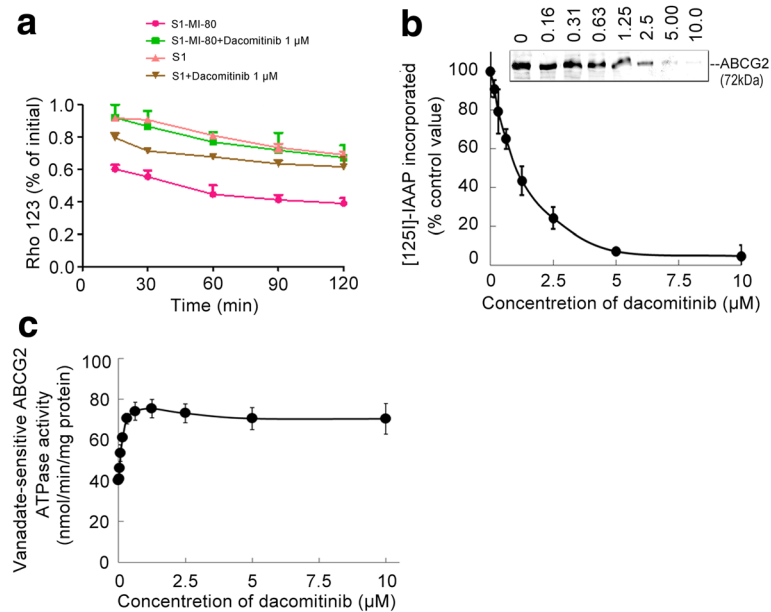 a
S1-MI-80
S1-MI-80+Dacomitinib 1 μM
S1
S1+Dacomitinib 1 μM
Rho 123 (% of initial)
1.0
0.8
0.6
0.4
0.2
0.0
0 30 60 90 120
Time (min)
b
0 0.16 0.31 0.63 1.25 2.5 5.00 10.0
--ABCG2
(72kDa)
[125I]-IAAP incorporated
(% control value)
100
80
60
40
20
0
0 2.5 5 7.5 10
Concentretion of dacomitinib (μM)
c
Vanadate-sensitive ABCG2
ATPase activity
(nmol/min/mg protein)
100
80
60
40
20
0
0 2.5 5 7.5 10
Concentretion of dacomitinib (μM)